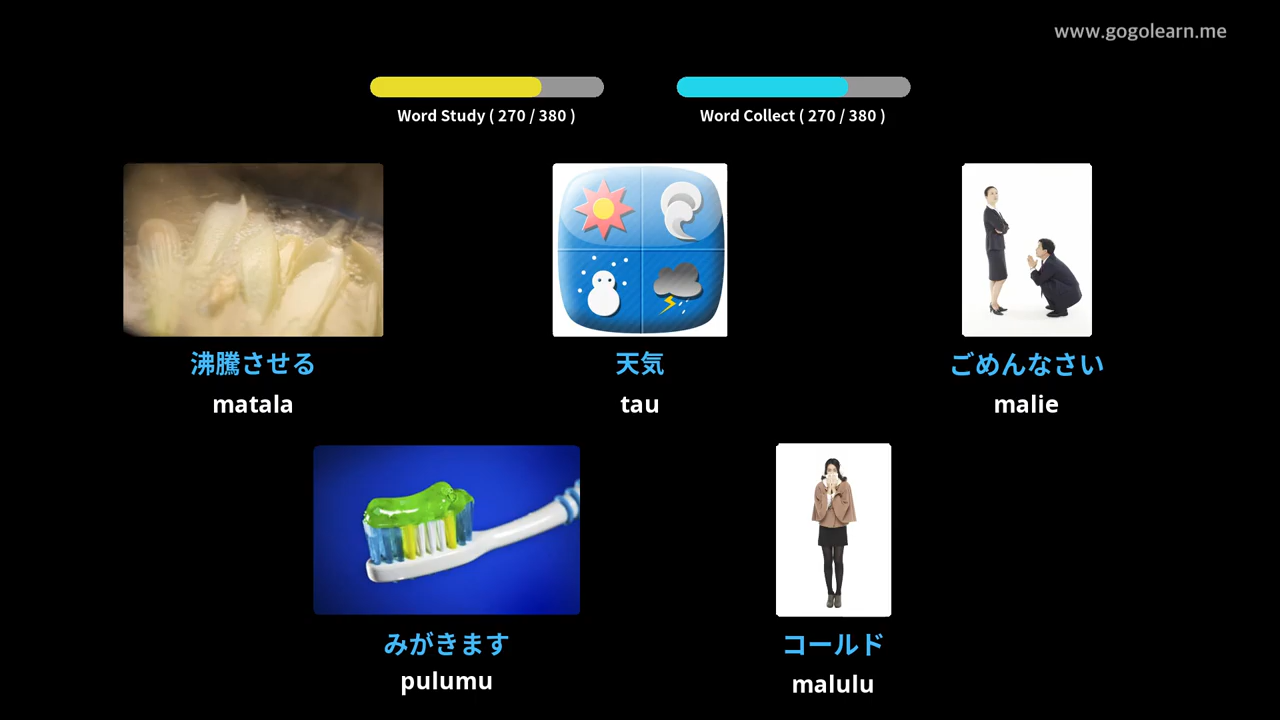 www.gogolearn.me
Word Study ( 270 / 380 )
Word Collect ( 270 / 380 )
沸騰させる
matala
天気
tau
ごめんなさい
malie
みがきます
pulumu
コールド
malulu